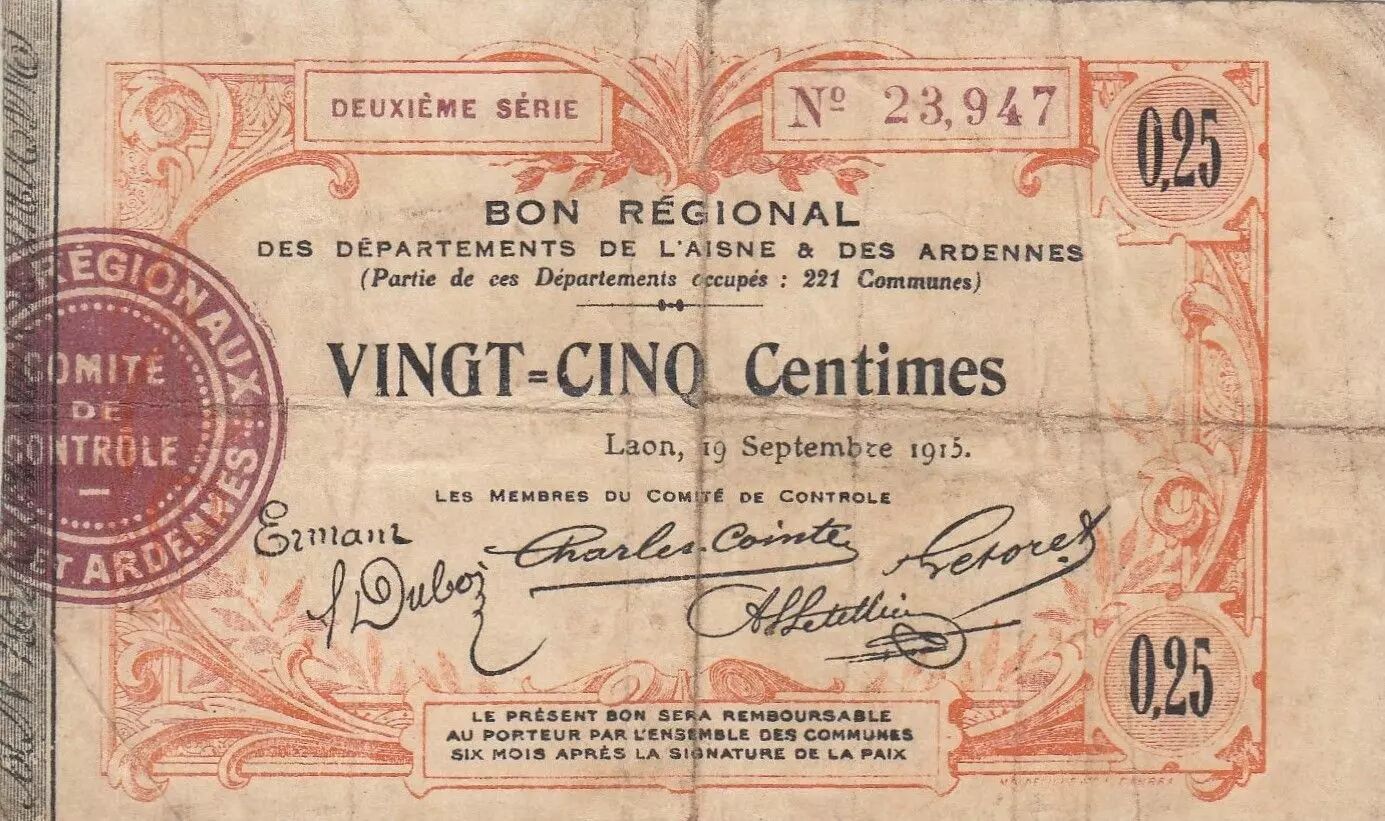 DEUXIÈME SÉRIE
Nº 23,947
0,25
BON RÉGIONAL
DES DÉPARTEMENTS DE L'AISNE & DES ARDENNES
(Partie de ces Départements occupés : 221 Communes)
VINGT=CINQ Centimes
Laon, 19 Septembre 1915.
LES MEMBRES DU COMITÉ DE CONTROLE
RÉGIONAUX
COMITÉ
DE
CONTROLE
ET ARDENNES
Ermant
Charles Cointe
Letoret
J Duboi
Letellier
0,25
LE PRÉSENT BON SERA REMBOURSABLE
AU PORTEUR PAR L'ENSEMBLE DES COMMUNES
SIX MOIS APRÈS LA SIGNATURE DE LA PAIX